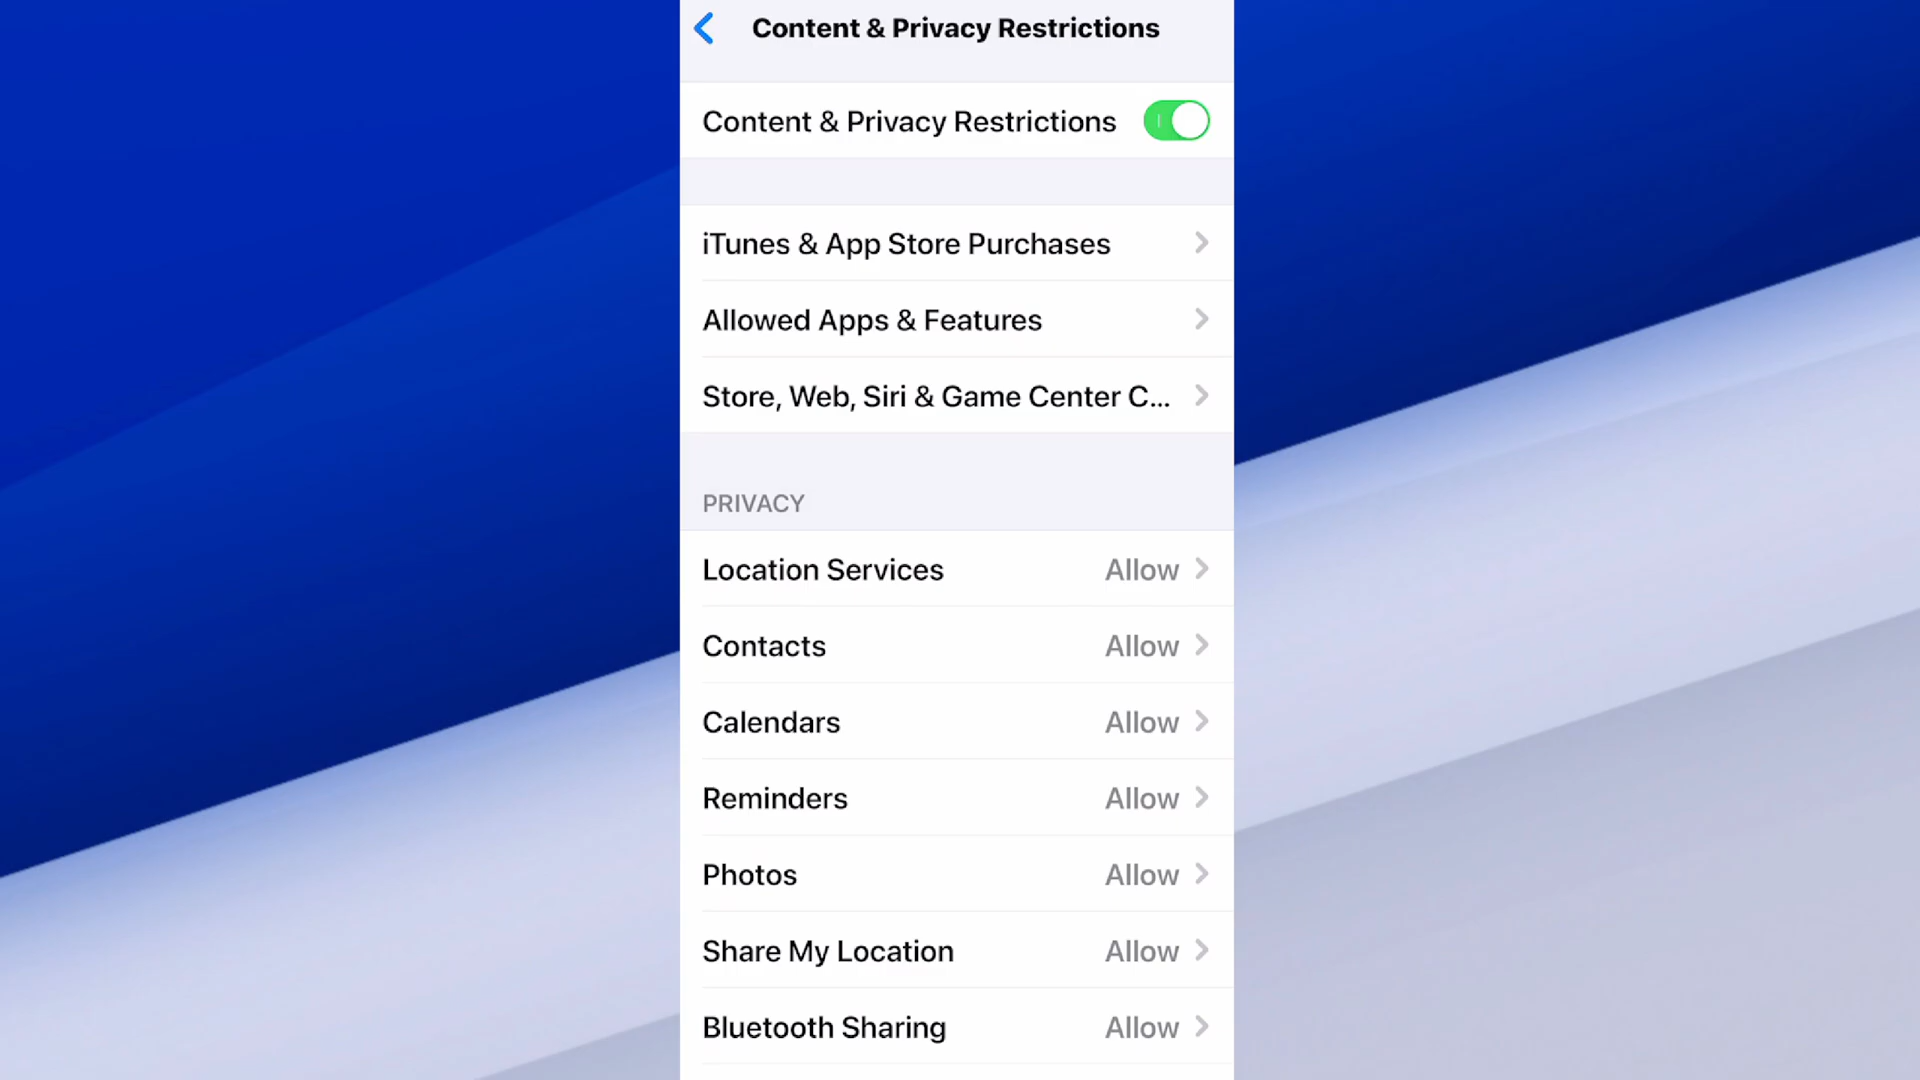 Content & Privacy Restrictions
Content & Privacy Restrictions
iTunes & App Store Purchases
Allowed Apps & Features
Store, Web, Siri & Game Center C...
PRIVACY
Location Services Allow
Contacts Allow
Calendars Allow
Reminders Allow
Photos Allow
Share My Location Allow
Bluetooth Sharing Allow